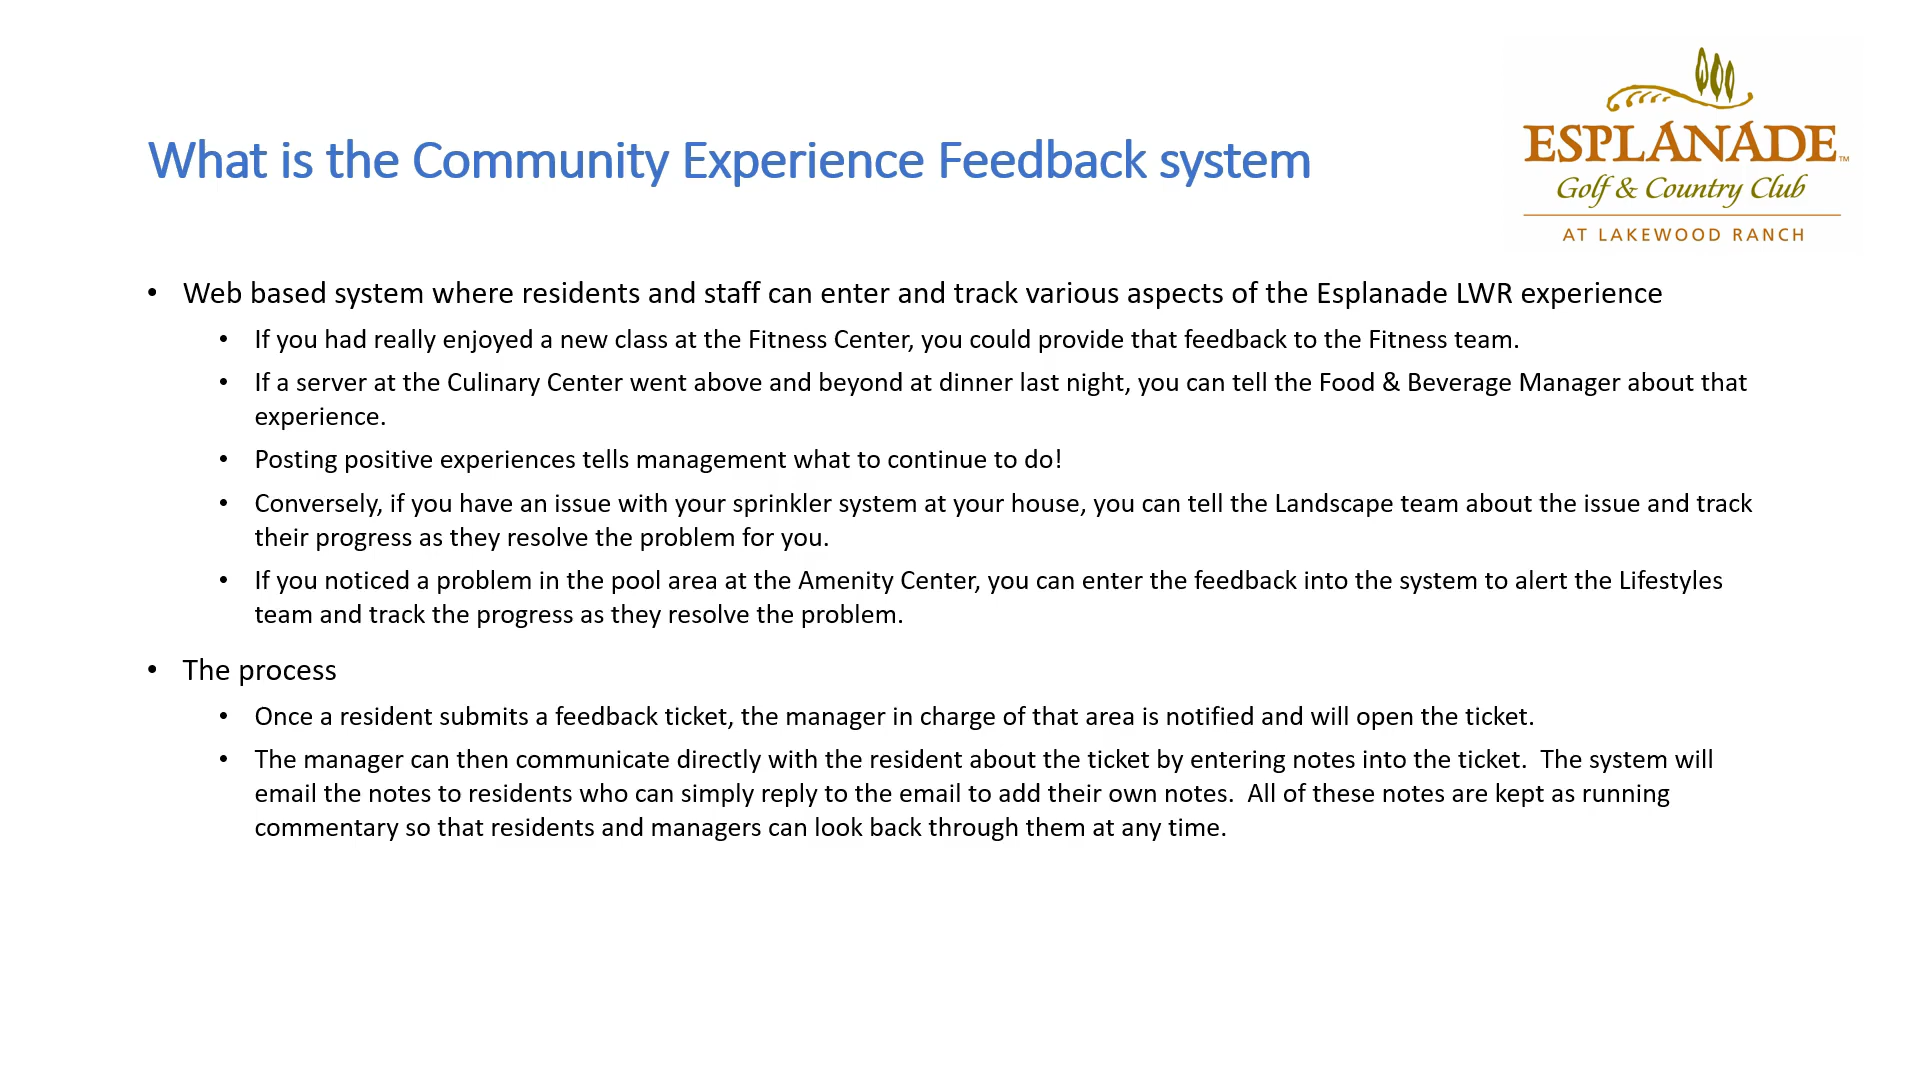 ESPLANADE™
Golf & Country Club
AT LAKEWOOD RANCH
What is the Community Experience Feedback system
• Web based system where residents and staff can enter and track various aspects of the Esplanade LWR experience
• If you had really enjoyed a new class at the Fitness Center, you could provide that feedback to the Fitness team.
• If a server at the Culinary Center went above and beyond at dinner last night, you can tell the Food & Beverage Manager about that
experience.
• Posting positive experiences tells management what to continue to do!
• Conversely, if you have an issue with your sprinkler system at your house, you can tell the Landscape team about the issue and track
their progress as they resolve the problem for you.
• If you noticed a problem in the pool area at the Amenity Center, you can enter the feedback into the system to alert the Lifestyles
team and track the progress as they resolve the problem.
• The process
• Once a resident submits a feedback ticket, the manager in charge of that area is notified and will open the ticket.
• The manager can then communicate directly with the resident about the ticket by entering notes into the ticket.  The system will
email the notes to residents who can simply reply to the email to add their own notes.  All of these notes are kept as running
commentary so that residents and managers can look back through them at any time.